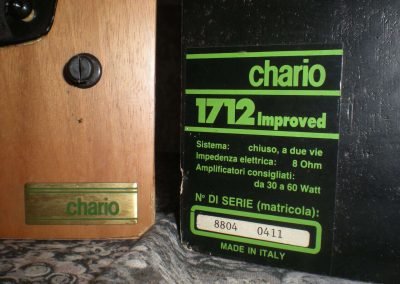 chario
chario
1712 Improved
Sistema: chiuso, a due vie
Impedenza elettrica: 8 Ohm
Amplificatori consigliati:
da 30 a 60 Watt
N° DI SERIE (matricola):
8804 0411
MADE IN ITALY